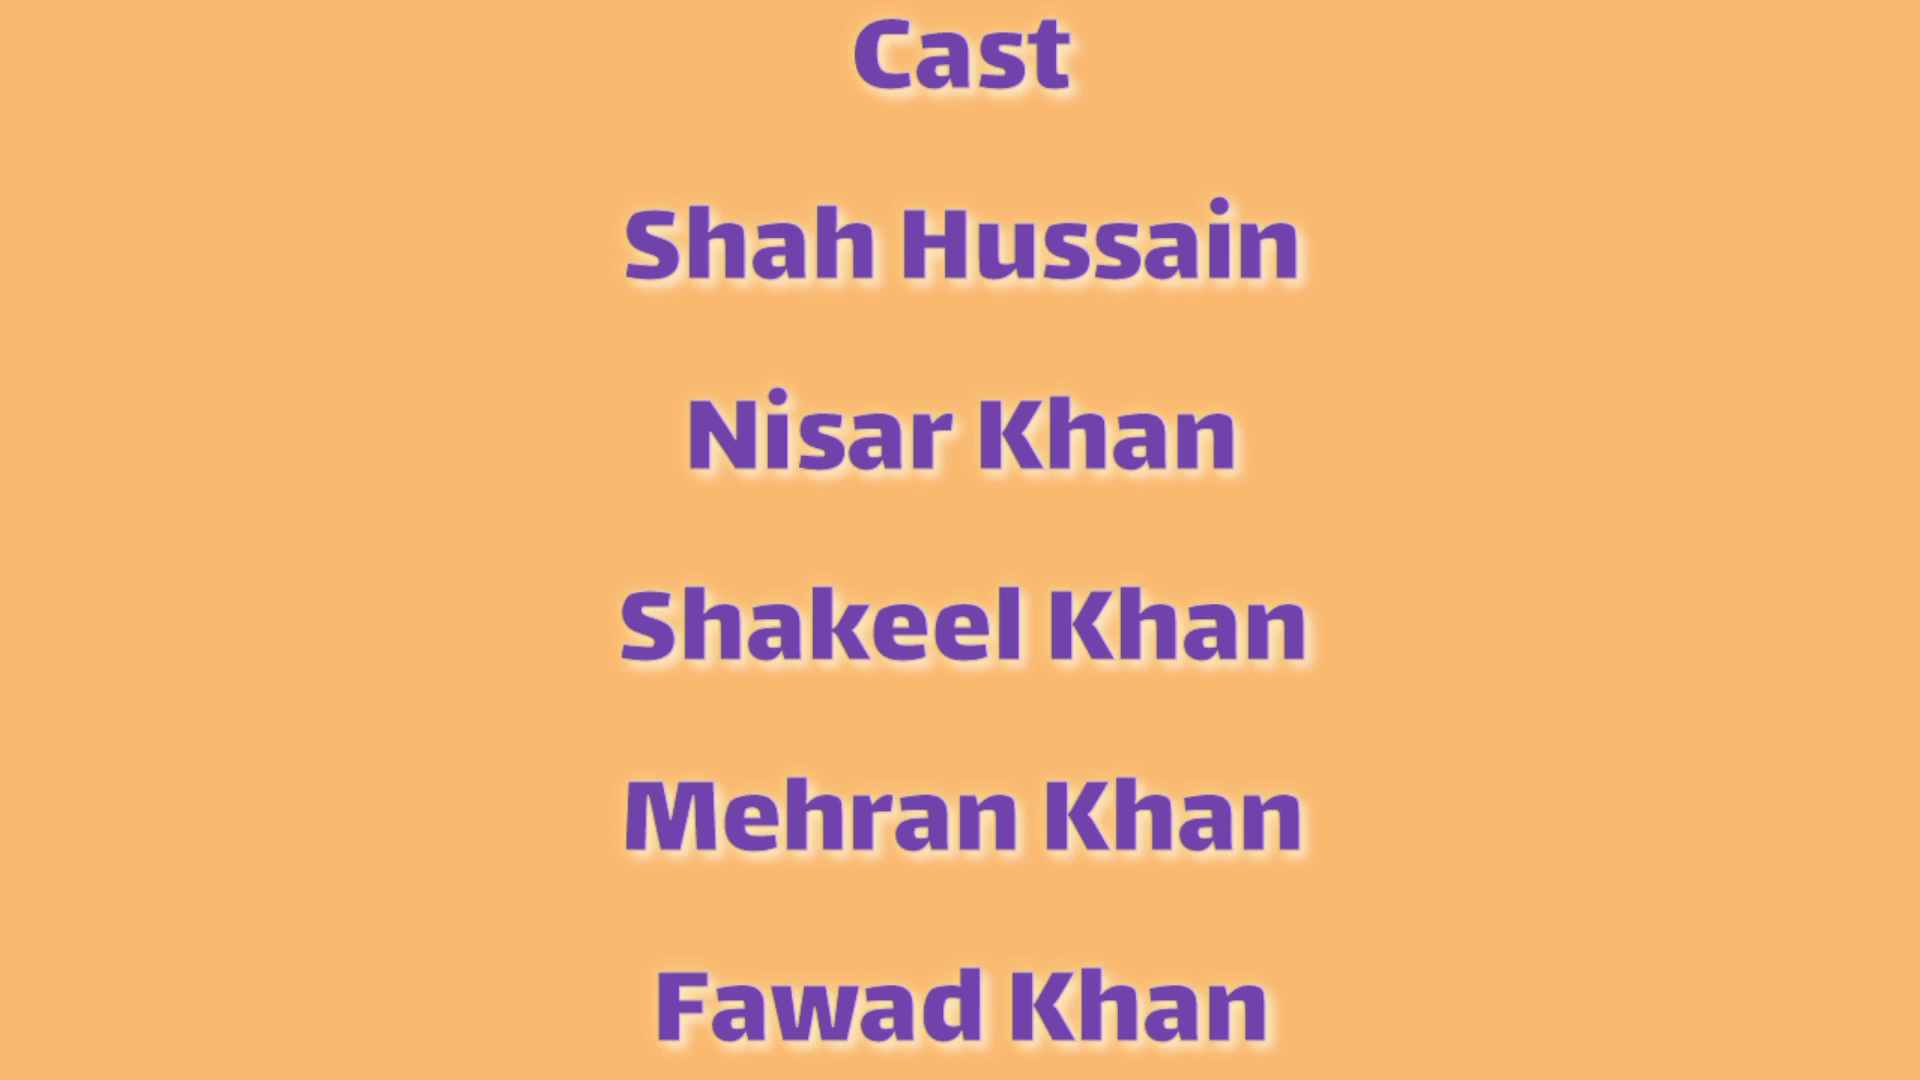 Cast
Shah Hussain
Nisar Khan
Shakeel Khan
Mehran Khan
Fawad Khan